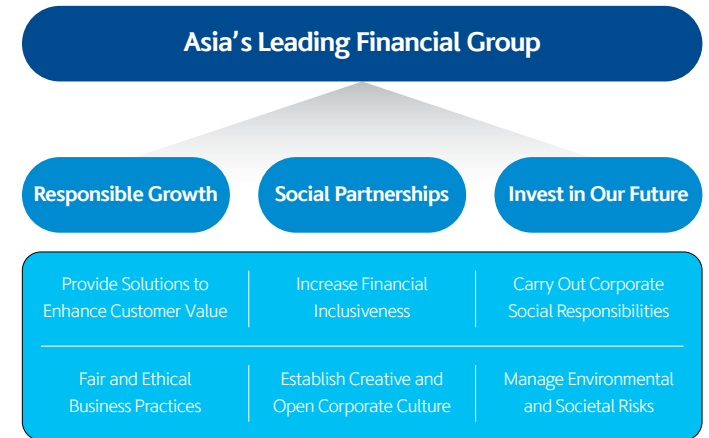 Asia's Leading Financial Group
Responsible Growth
Social Partnerships
Invest in Our Future
Provide Solutions to
Enhance Customer Value
Increase Financial
Inclusiveness
Carry Out Corporate
Social Responsibilities
Fair and Ethical
Business Practices
Establish Creative and
Open Corporate Culture
Manage Environmental
and Societal Risks